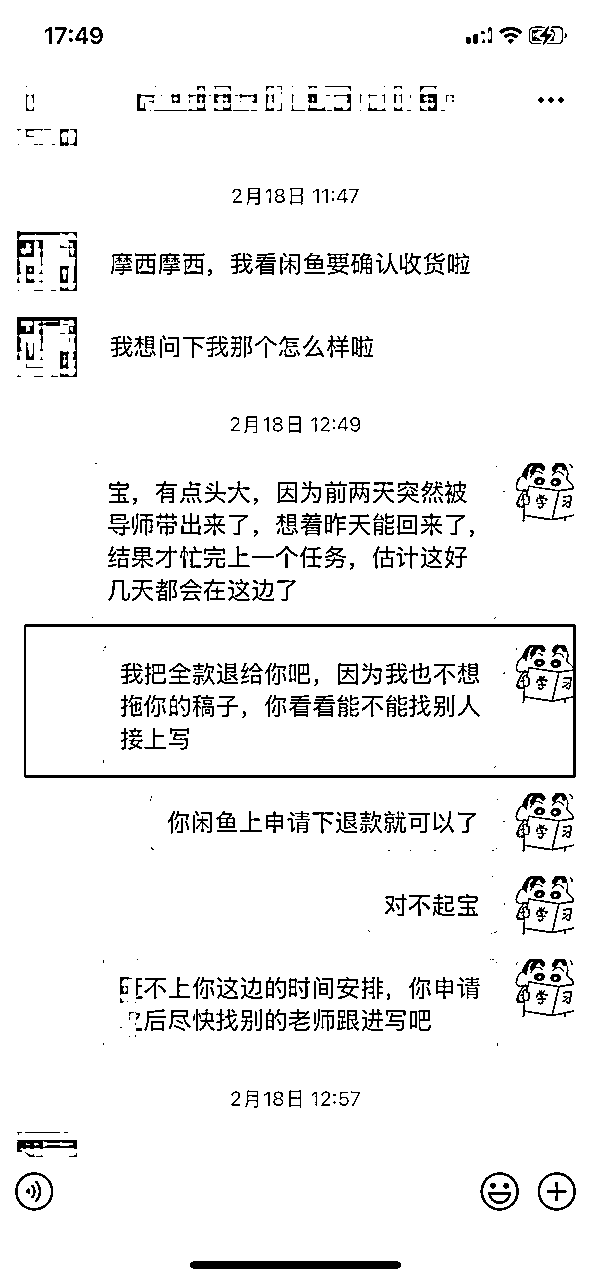 17:49
2月18日 11:47
摩西摩西，我看闲鱼要确认收货啦
我想问下我那个怎么样啦
2月18日 12:49
宝，有点头大，因为前两天突然被
导师带出来了，想着昨天能回来了，
结果才忙完上一个任务，估计这好
几天都会在这边了
我把全款退给你吧，因为我也不想
拖你的稿子，你看看能不能找别人
接上写
你闲鱼上申请下退款就可以了
对不起宝
不上你这边的时间安排，你申请
后尽快找别的老师跟进写吧
2月18日 12:57